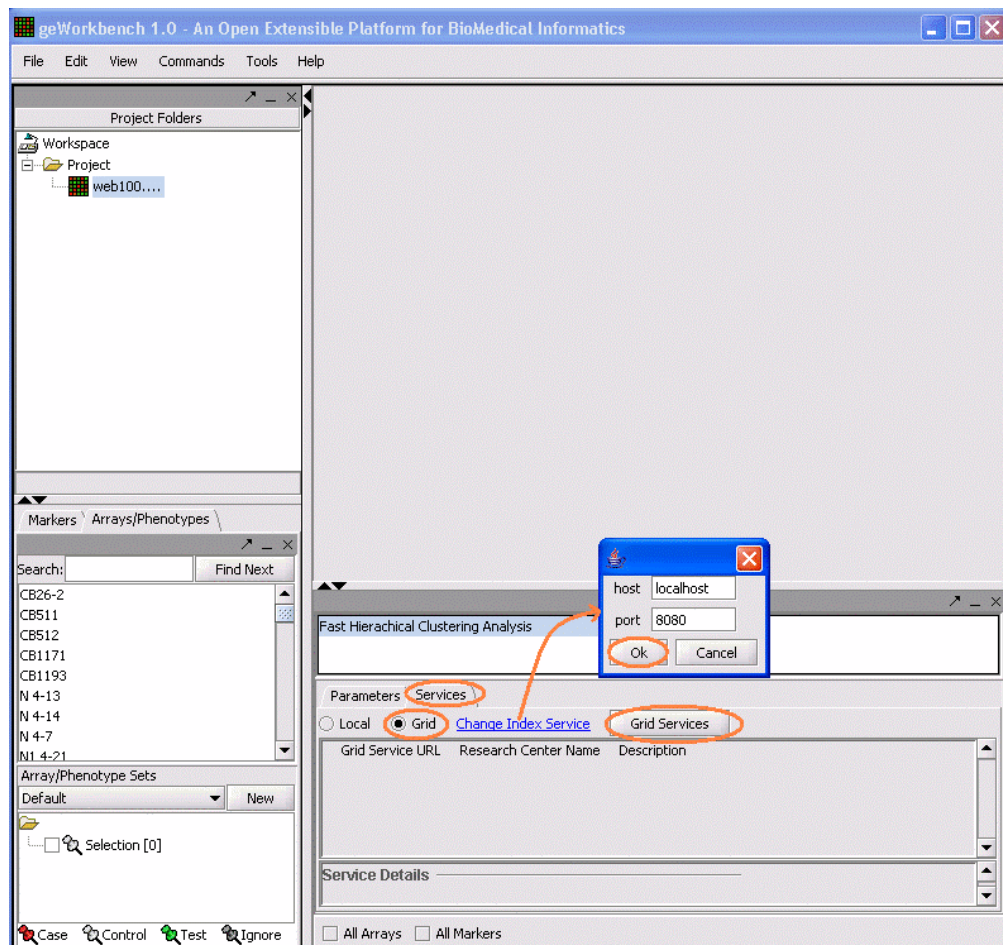 geWorkbench 1.0 - An Open Extensible Platform for BioMedical Informatics
File Edit View Commands Tools Help
Project Folders
Workspace
Project
web100....
Markers Arrays/Phenotypes
Search: Find Next
CB26-2
CB511
CB512
CB1171
CB1193
N 4-13
N 4-14
N 4-7
N1 4-21
Array/Phenotype Sets
Default New
Selection [0]
Case Control Test Ignore
host localhost
port 8080
Ok Cancel
Fast Hierachical Clustering Analysis
Parameters Services
Local Grid Change Index Service Grid Services
Grid Service URL Research Center Name Description
Service Details
All Arrays All Markers